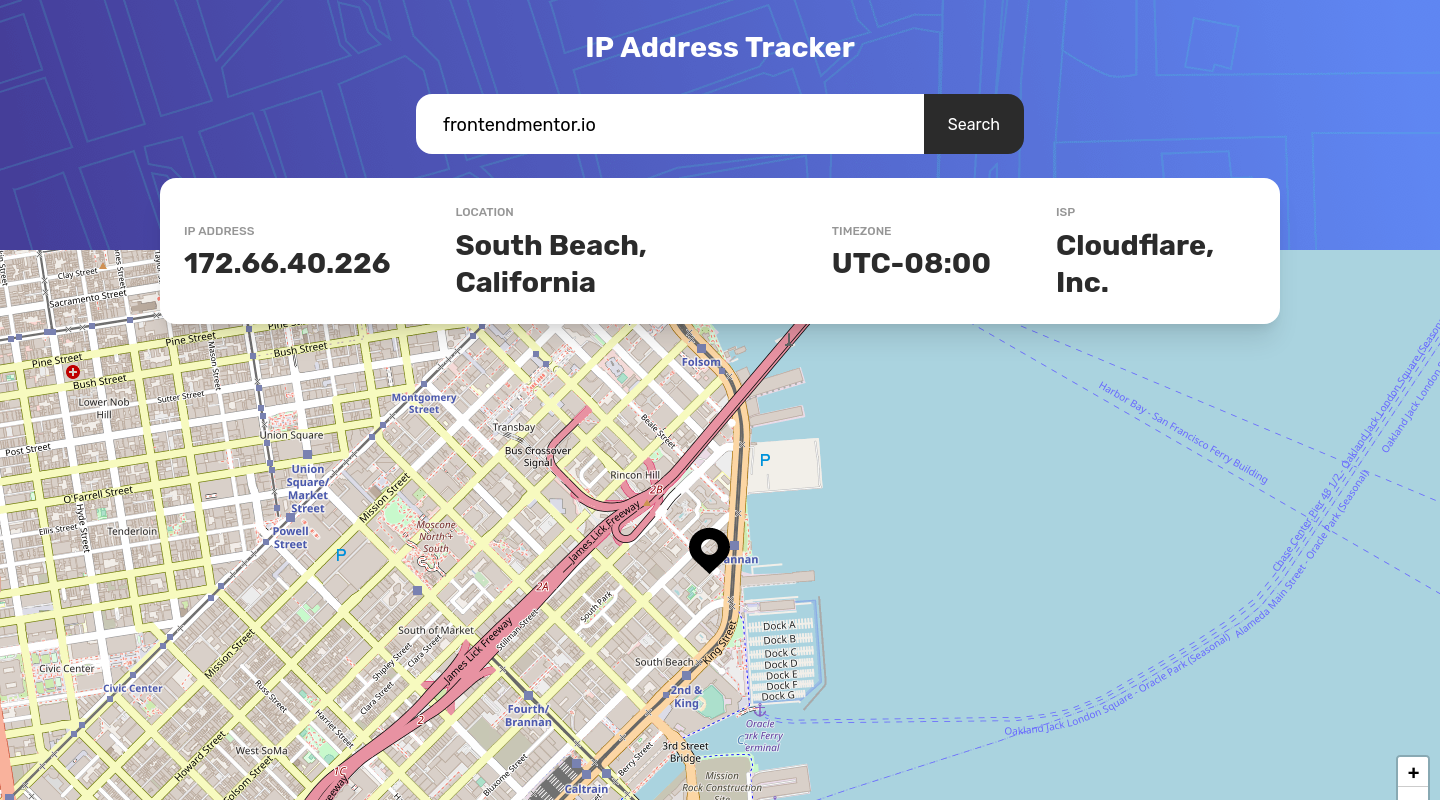 IP Address Tracker
frontendmentor.io
Search
IP ADDRESS
172.66.40.226
LOCATION
South Beach,
California
TIMEZONE
UTC-08:00
ISP
Cloudflare,
Inc.
Clay Street
Sacramento Street
Pine Street
Pine Street
Bush Street
Bush Street
Mason Street
Sutter Street
Lower Nob
Hill
Post Street
Union Square
Union
Square/
Market
Street
O'Farrell Street
Ellis Street
Hyde Street
Tenderloin
Powell
Street
P
Montgomery
Street
Transbay
Bus Crossover
Signal
Beale Street
Folsom
Rincon Hill
2B
P
Mission Street
Moscone
North +
South
James Lick Freeway
2A
South Park
Stillman Street
South of Market
James Lick Freeway
Shipley Street
Clara Street
Clara Street
Mission Street
Civic Center
Civic Center
Russ Street
Harriet Street
Howard Street
West SoMa
Folsom Street
2
1C
Fourth/
Brannan
South Beach
King Street
2nd &
King
Dock A
Dock B
Dock C
Dock D
Dock E
Dock F
Dock G
Oracle
3rd Street
Bridge
Berry Street
Bluxome Street
Caltrain
Mission
Rock Construction
Harbor Bay - San Francisco Ferry Building
Chase Center Pier 48 1/2 - Oakland Jack London Square (Seas
Oakland Jack London
Alameda Main Street - Oracle Park (Seasonal)
Oakland Jack London Square - Oracle Park (Seasonal)
+